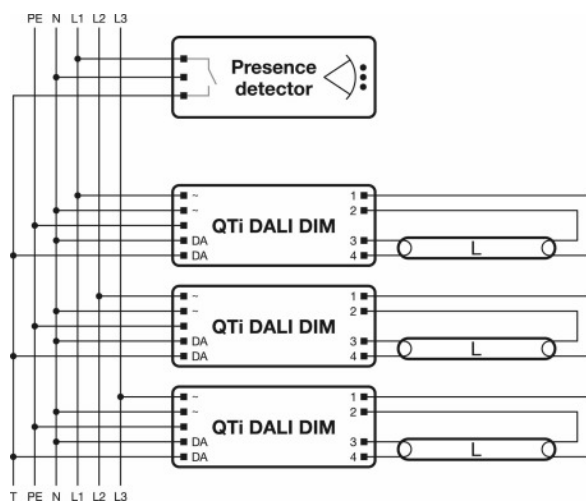 PE N L1 L2 L3
Presence
detector
~ 1
~ 2
QTi DALI DIM
DA 3 L
DA 4
~ 1
~ 2
QTi DALI DIM
DA 3 L
DA 4
~ 1
~ 2
QTi DALI DIM
DA 3 L
DA 4
T PE N L1 L2 L3